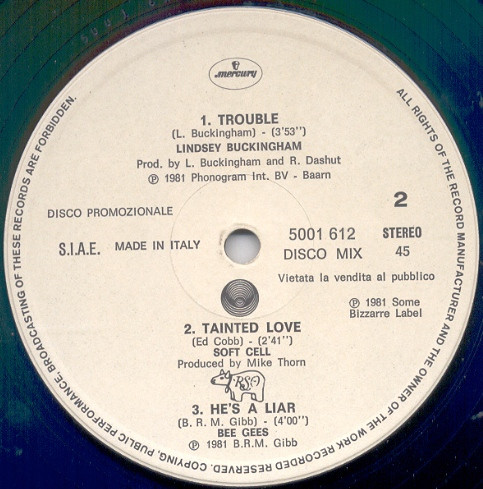 mercury
1. TROUBLE
(L. Buckingham) - (3'53")
LINDSEY BUCKINGHAM
Prod. by L. Buckingham and R. Dashut
℗ 1981 Phonogram Int. BV - Baarn
DISCO PROMOZIONALE
2
S.I.A.E. MADE IN ITALY
5001 612 STEREO
DISCO MIX 45
Vietata la vendita al pubblico
℗ 1981 Some
Bizzarre Label
2. TAINTED LOVE
(Ed Cobb) - (2'41")
SOFT CELL
Produced by Mike Thorn
RSO
3. HE'S A LIAR
(B. R. M. Gibb) - (4'00")
BEE GEES
℗ 1981 B.R.M. Gibb
ALL RIGHTS OF THE RECORD MANUFACTURER AND OF THE OWNER OF THE WORK RECORDED RESERVED. COPYING, PUBLIC PERFORMANCE, BROADCASTING OF THESE RECORDS ARE FORBIDDEN.